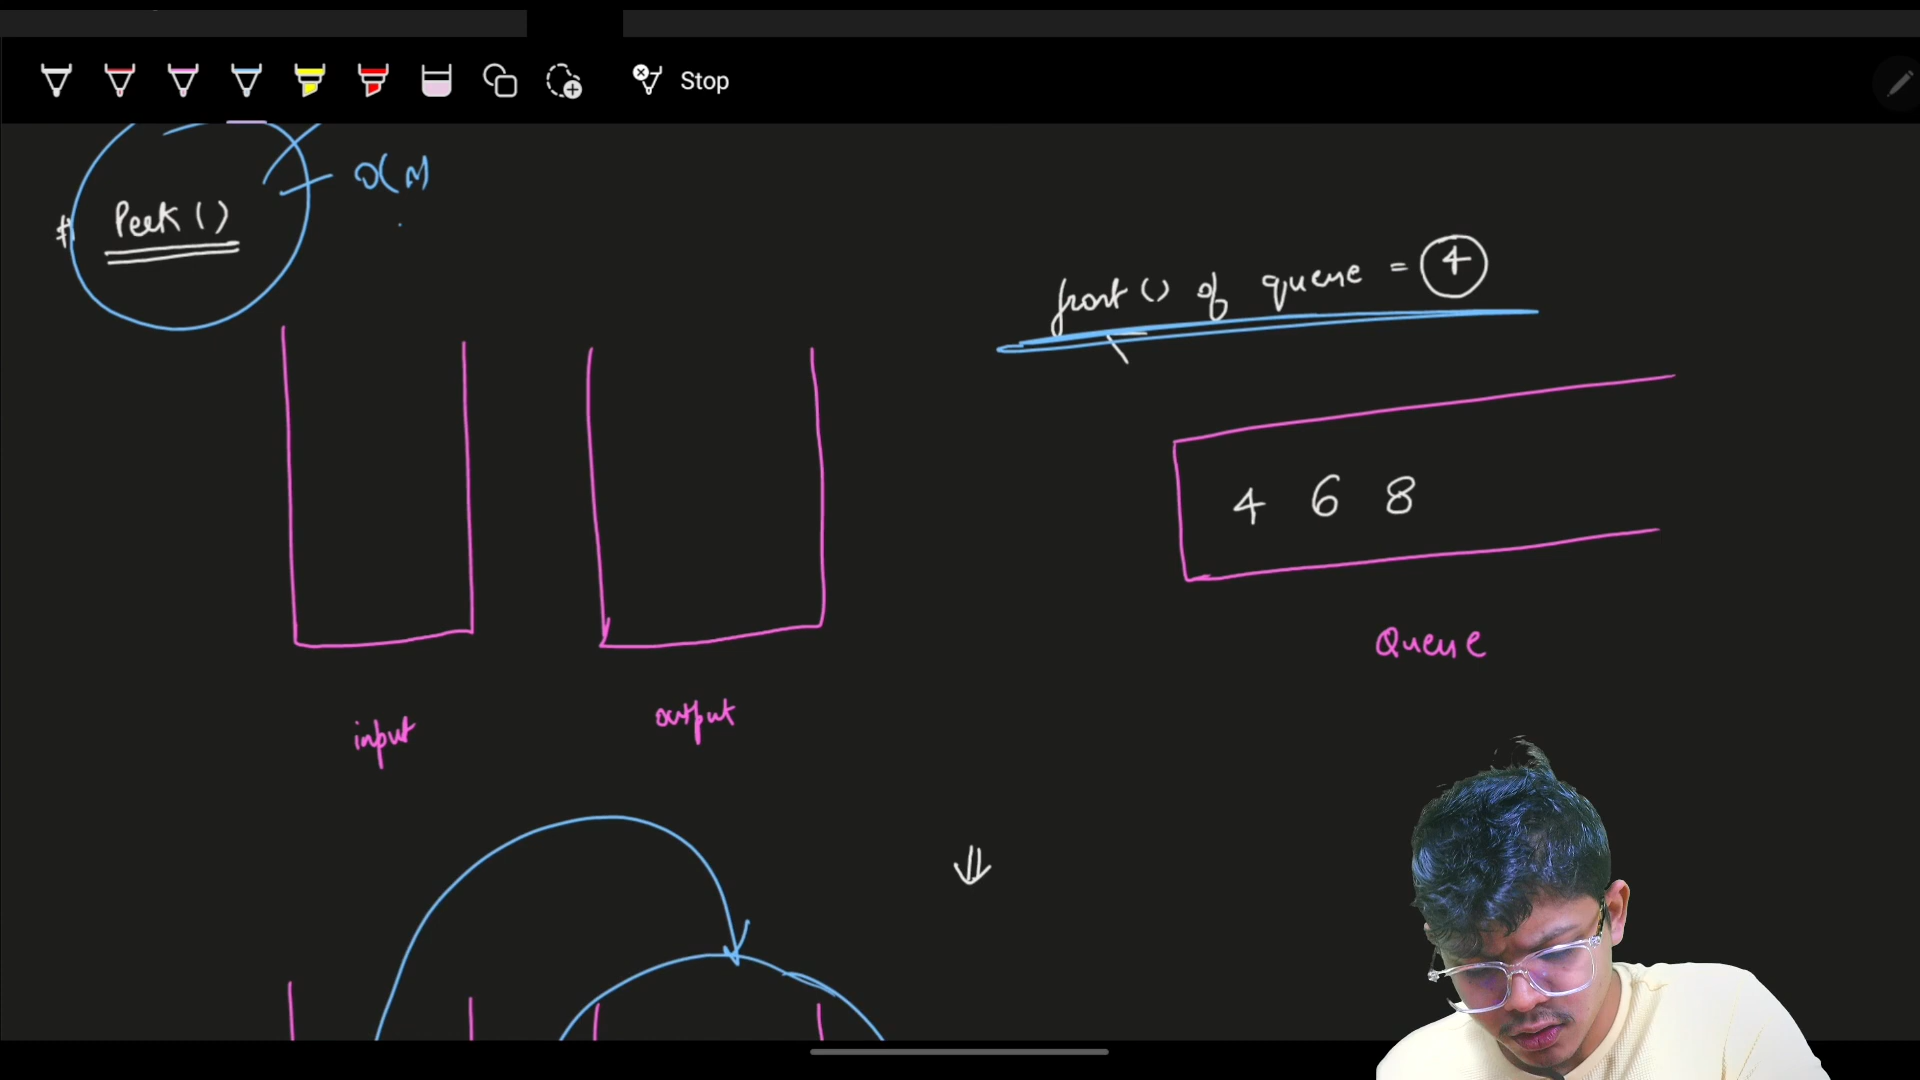 Stop
O(N)
# Peek()
front() of queue = 4
4 6 8
Queue
input
output